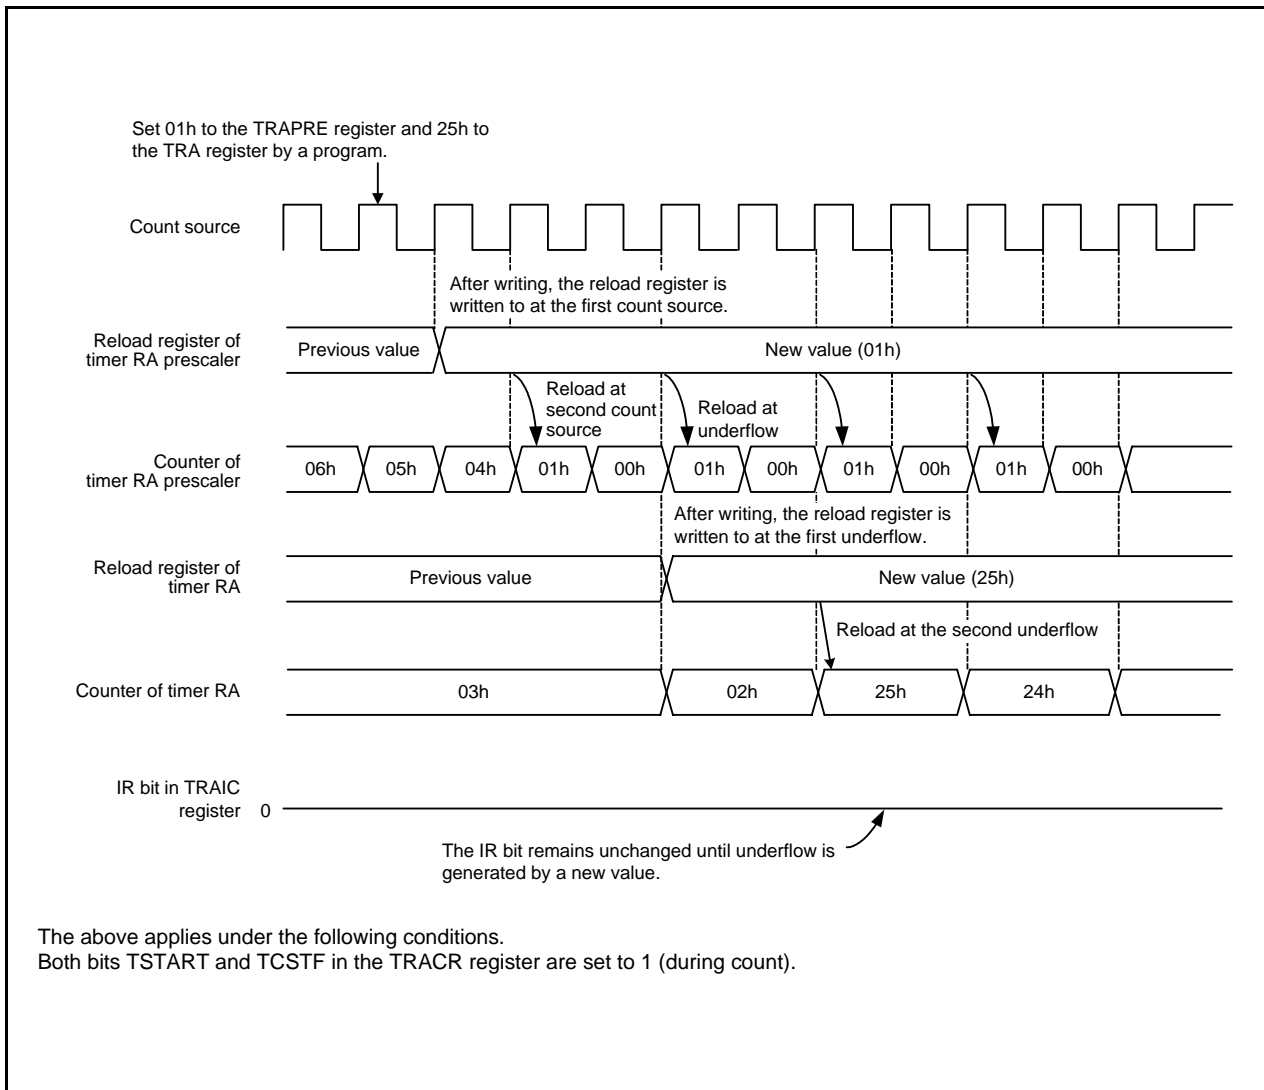 Set 01h to the TRAPRE register and 25h to
the TRA register by a program.
Count source
After writing, the reload register is
written to at the first count source.
Reload register of
timer RA prescaler
Previous value
New value (01h)
Reload at
second count
source
Reload at
underflow
Counter of
timer RA prescaler
06h
05h
04h
01h
00h
01h
00h
01h
00h
01h
00h
After writing, the reload register is
written to at the first underflow.
Reload register of
timer RA
Previous value
New value (25h)
Reload at the second underflow
Counter of timer RA
03h
02h
25h
24h
IR bit in TRAIC
register
0
The IR bit remains unchanged until underflow is
generated by a new value.
The above applies under the following conditions.
Both bits TSTART and TCSTF in the TRACR register are set to 1 (during count).